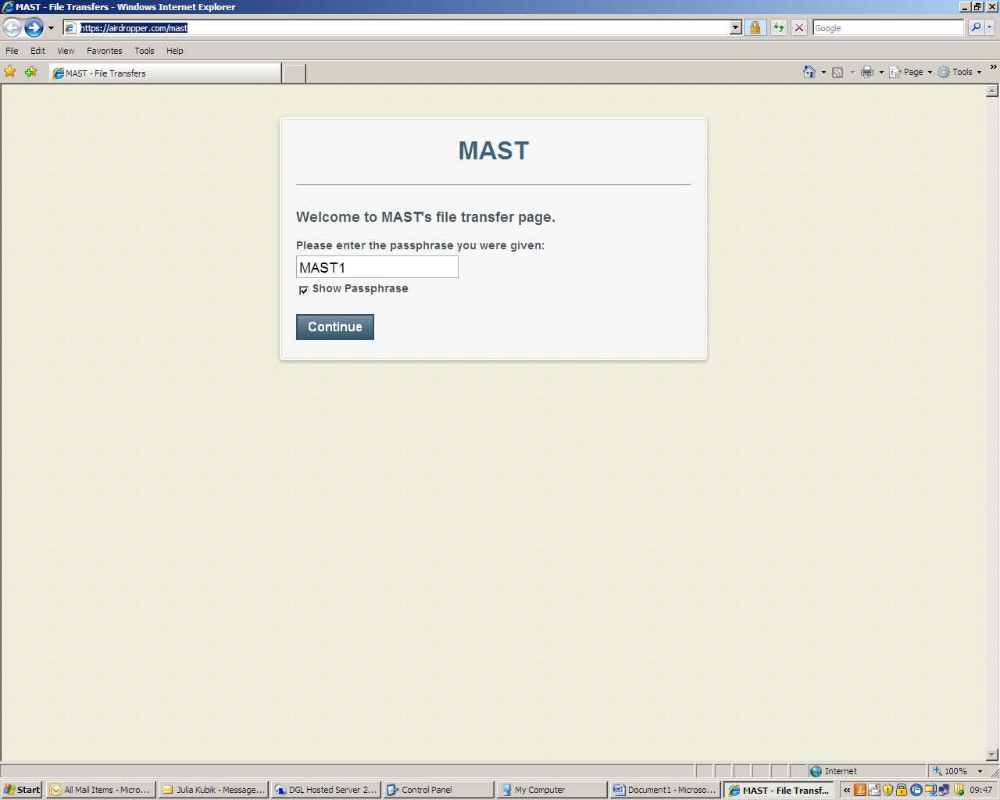 MAST - File Transfers - Windows Internet Explorer
https://airdropper.com/mast
Google
File Edit View Favorites Tools Help
MAST - File Transfers
Page Tools
MAST
Welcome to MAST's file transfer page.
Please enter the passphrase you were given:
MAST1
Show Passphrase
Continue
Internet
100%
Start
All Mail Items - Micro...
Julia Kubik - Message...
DGL Hosted Server 2...
Control Panel
My Computer
Document1 - Microso...
MAST - File Transf...
09:47